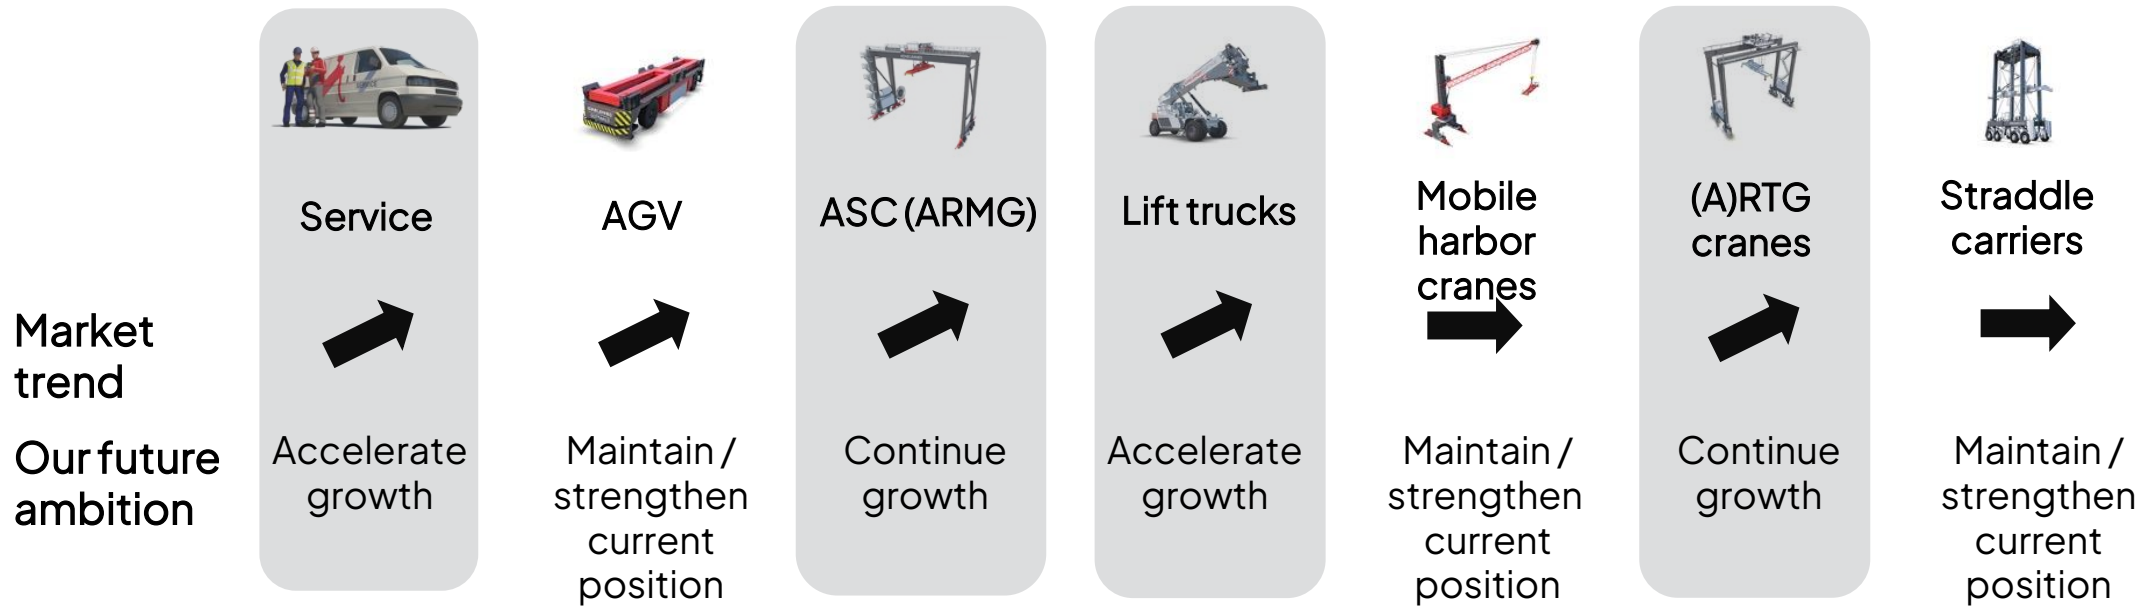 Service
AGV
ASC (ARMG)
Lift trucks
Mobile
harbor
cranes
(A)RTG
cranes
Straddle
carriers
Market
trend
Our future
ambition
Accelerate
growth
Maintain /
strengthen
current
position
Continue
growth
Accelerate
growth
Maintain /
strengthen
current
position
Continue
growth
Maintain /
strengthen
current
position